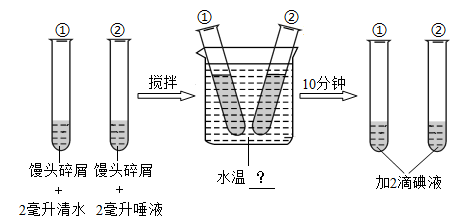 ① ② ① ② ① ②
搅拌 10分钟
馒头碎屑 馒头碎屑
+ +
2毫升清水 2毫升唾液
水温 ?
加2滴碘液